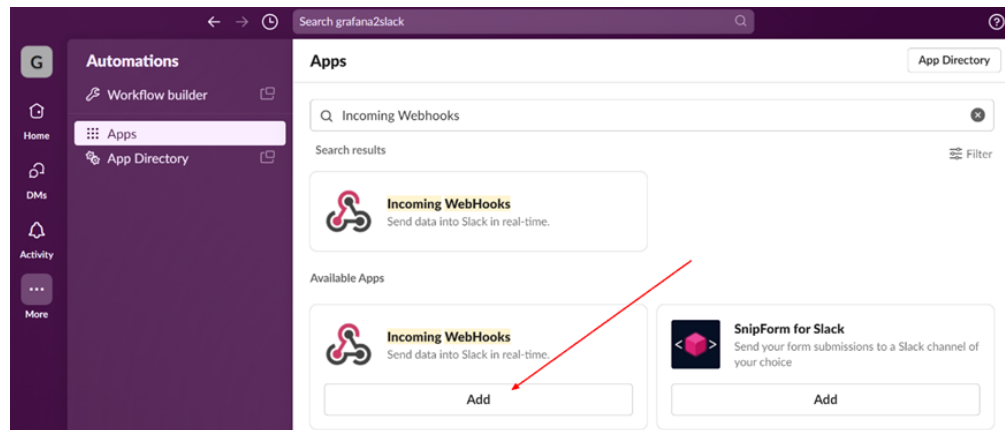 Search grafana2slack
G
Home
DMs
Activity
More
Automations
Workflow builder
Apps
App Directory
Apps
App Directory
Incoming Webhooks
Search results
Filter
Incoming WebHooks
Send data into Slack in real-time.
Available Apps
Incoming WebHooks
Send data into Slack in real-time.
Add
SnipForm for Slack
Send your form submissions to a Slack channel of
your choice
Add